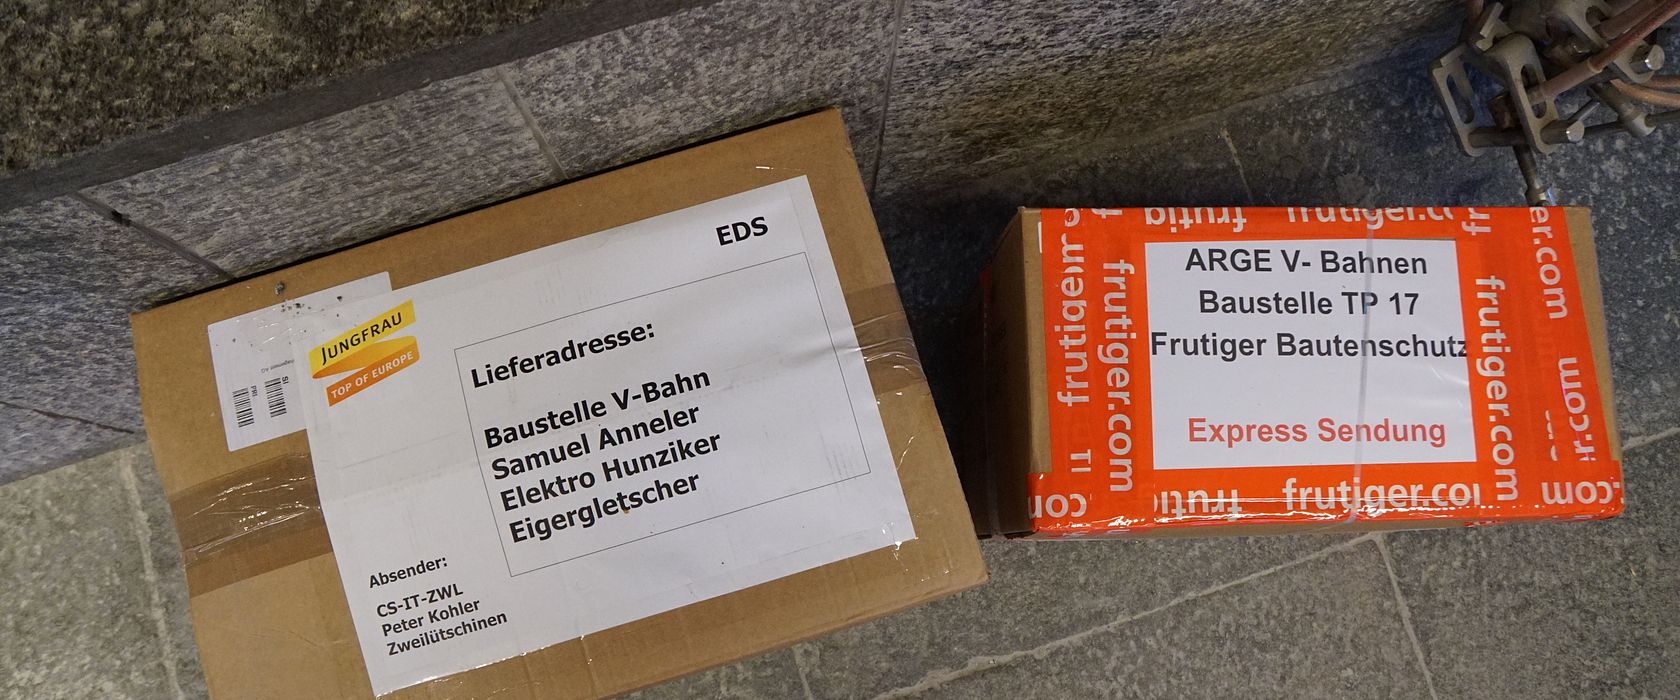 EDS
JUNGFRAU
TOP OF EUROPE
Lieferadresse:
Baustelle V-Bahn
Samuel Anneler
Elektro Hunziker
Eigergletscher
Absender:
CS-IT-ZWL
Peter Kohler
Zweilütschinen
ARGE V- Bahnen
Baustelle TP 17
Frutiger Bautenschutz
Express Sendung
frutiger.com
frutiger.com
frutiger.com